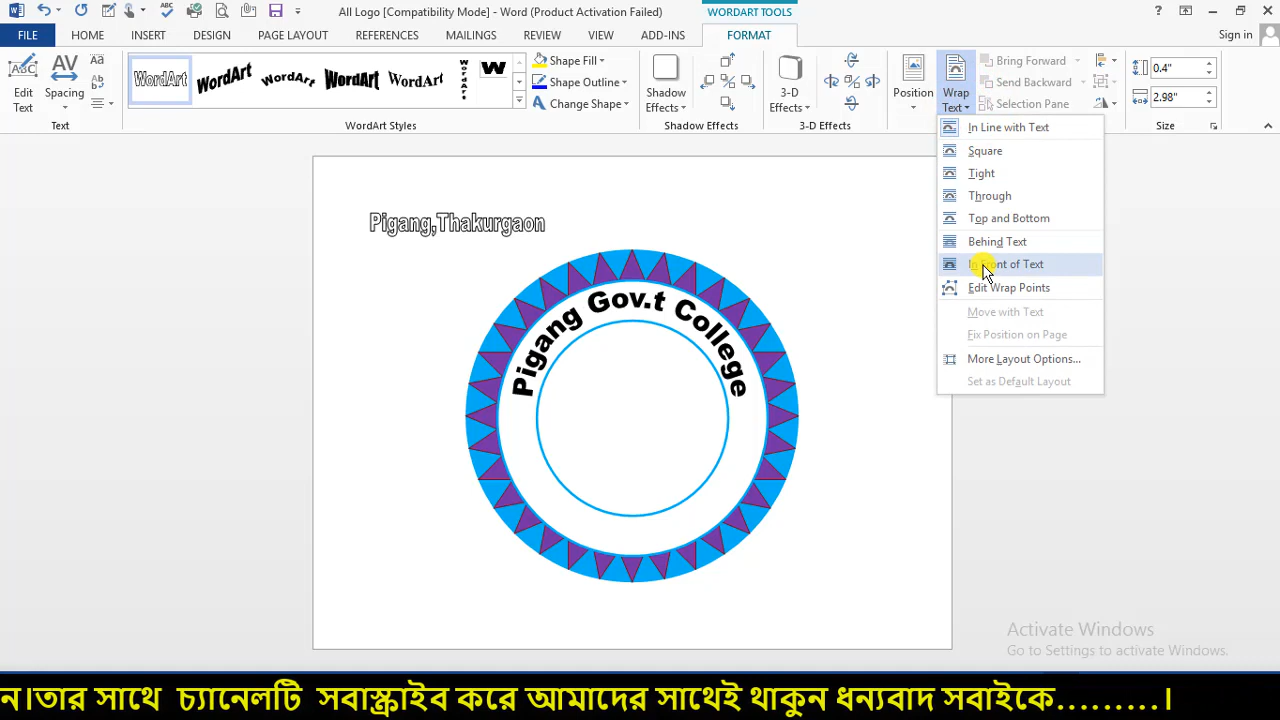 All Logo [Compatibility Mode] - Word (Product Activation Failed)
WORDART TOOLS
?
FILE
HOME
INSERT
DESIGN
PAGE LAYOUT
REFERENCES
MAILINGS
REVIEW
VIEW
ADD-INS
FORMAT
Sign in
Edit Text
Spacing
Aa
Text
WordArt
WordArt
WordArt
WordArt
WordArt
WordArt
W
WordArt Styles
Shape Fill
Shape Outline
Change Shape
Shadow Effects
Shadow Effects
3-D Effects
3-D Effects
Position
Wrap Text
Bring Forward
Send Backward
Selection Pane
0.4"
2.98"
Size
In Line with Text
Square
Tight
Through
Top and Bottom
Behind Text
In Front of Text
Edit Wrap Points
Move with Text
Fix Position on Page
More Layout Options...
Set as Default Layout
Pigang,Thakurgaon
Pigang Gov.t College
Activate Windows
Go to Settings to activate Windows.
ন।তার সাথে চ্যানেলটি সবাস্ক্রাইব করে আমাদের সাথেই থাকুন ধন্যবাদ সবাইকে.........।